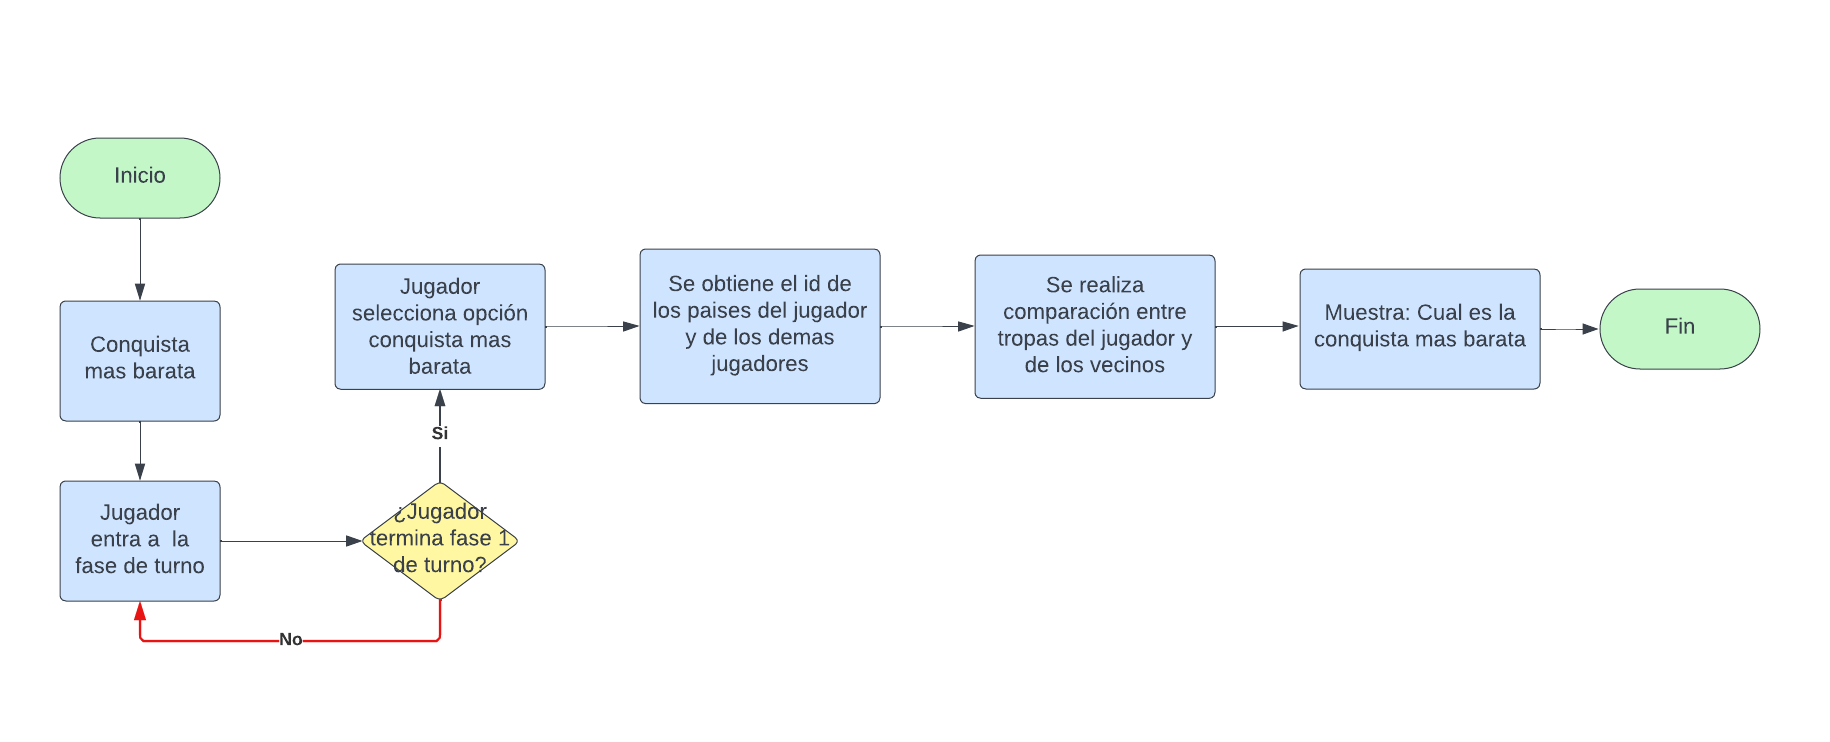 Inicio
Conquista
mas barata
Jugador
entra a  la
fase de turno
¿Jugador
termina fase 1
de turno?
No
Si
Jugador
selecciona opción
conquista mas
barata
Se obtiene el id de
los paises del jugador
y de los demas
jugadores
Se realiza
comparación entre
tropas del jugador y
de los vecinos
Muestra: Cual es la
conquista mas barata
Fin